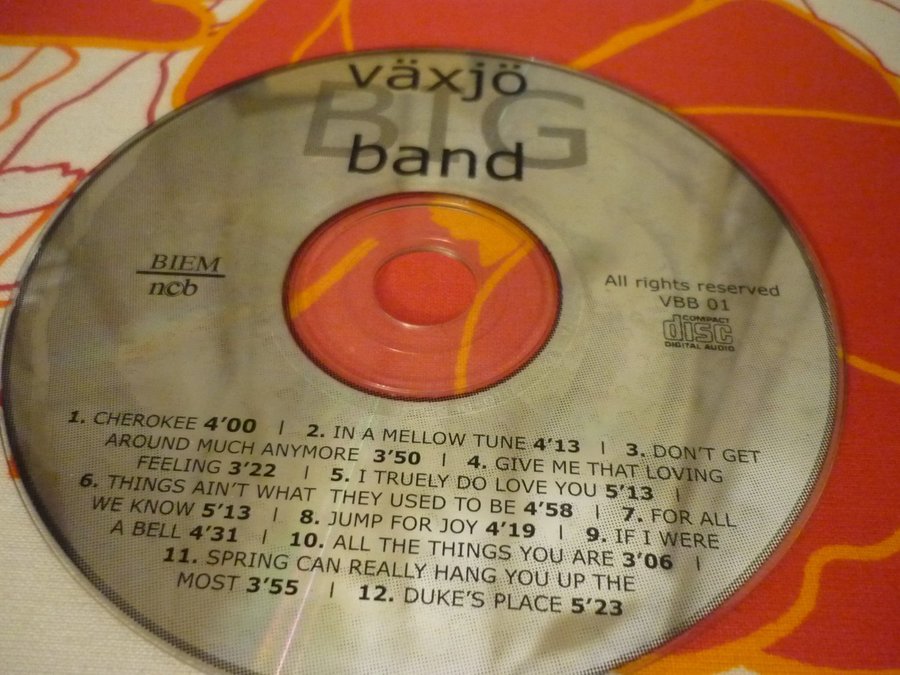 växjö
BIG
band
BIEM
ncb
All rights reserved
VBB 01
COMPACT
disc
DIGITAL AUDIO
1. CHEROKEE 4'00 | 2. IN A MELLOW TUNE 4'13 | 3. DON'T GET
AROUND MUCH ANYMORE 3'50 | 4. GIVE ME THAT LOVING
FEELING 3'22 | 5. I TRUELY DO LOVE YOU 5'13 |
6. THINGS AIN'T WHAT THEY USED TO BE 4'58 | 7. FOR ALL
WE KNOW 5'13 | 8. JUMP FOR JOY 4'19 | 9. IF I WERE
A BELL 4'31 | 10. ALL THE THINGS YOU ARE 3'06 |
11. SPRING CAN REALLY HANG YOU UP THE
MOST 3'55 | 12. DUKE'S PLACE 5'23